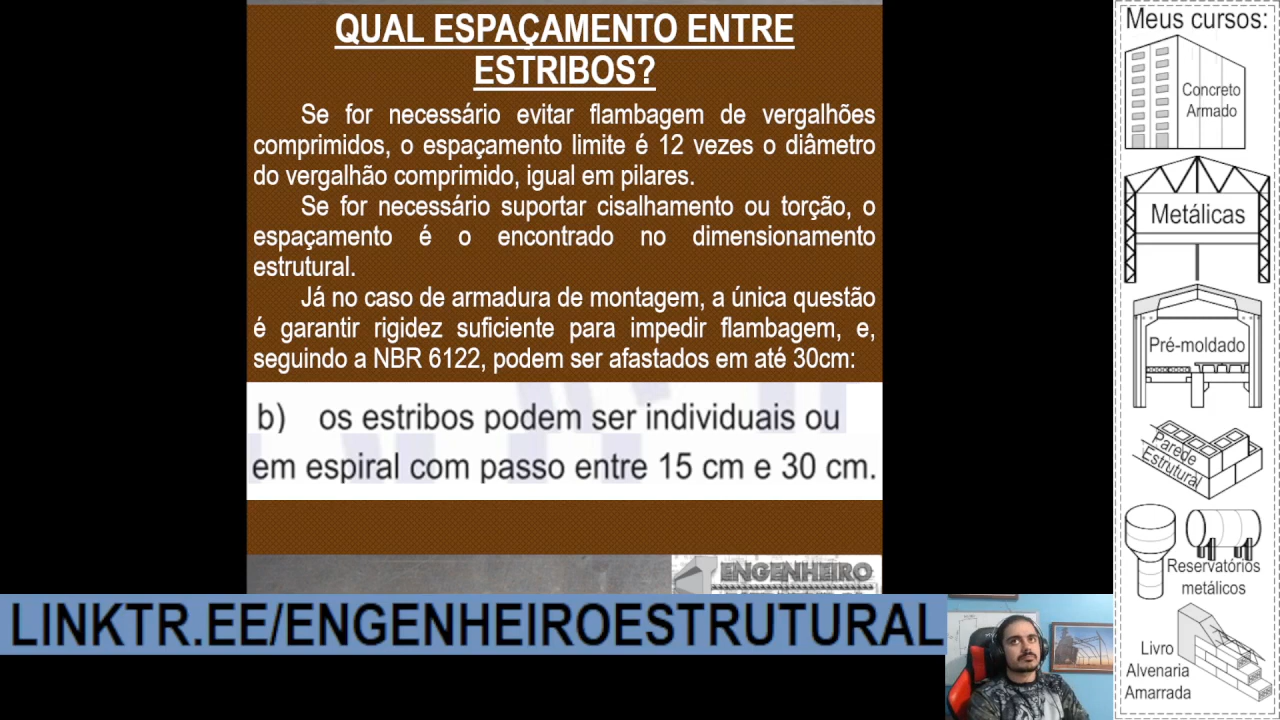 QUAL ESPAÇAMENTO ENTRE
ESTRIBOS?
Se for necessário evitar flambagem de vergalhões
comprimidos, o espaçamento limite é 12 vezes o diâmetro
do vergalhão comprimido, igual em pilares.
Se for necessário suportar cisalhamento ou torção, o
espaçamento é o encontrado no dimensionamento
estrutural.
Já no caso de armadura de montagem, a única questão
é garantir rigidez suficiente para impedir flambagem, e,
seguindo a NBR 6122, podem ser afastados em até 30cm:
b) os estribos podem ser individuais ou
em espiral com passo entre 15 cm e 30 cm.
ENGENHEIRO
LINKTR.EE/ENGENHEIROESTRUTURAL
Meus cursos:
Concreto
Armado
Metálicas
Pré-moldado
Parede
Estrutural
Reservatórios
metálicos
Livro
Alvenaria
Amarrada